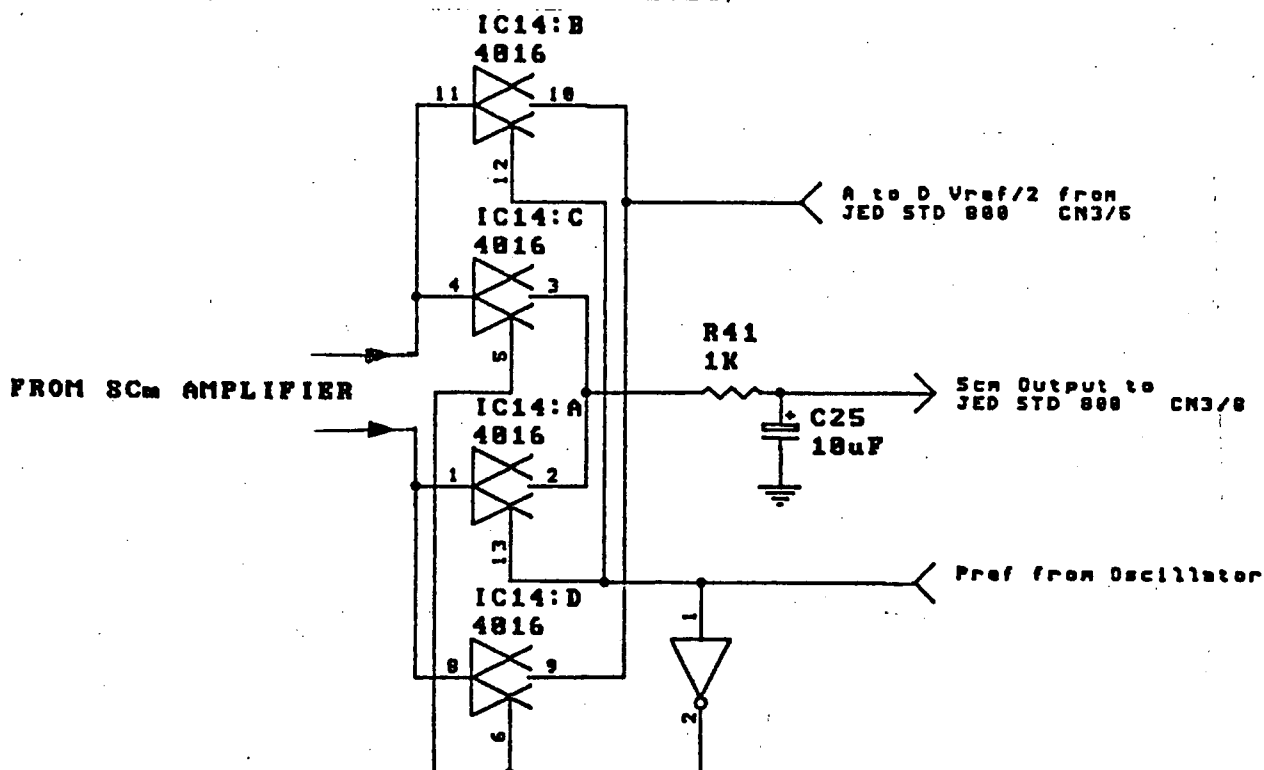 IC14:B
4016
11
10
12
A to D Vref/2 from
JED STD 800 CN3/6
IC14:C
4016
4
3
5
R41
1K
FROM SCm AMPLIFIER
Scm Output to
JED STD 800 CN3/8
C25
10uF
+
IC14:A
4016
1
2
13
Pref from Oscillator
IC14:D
4016
1
8
9
6
2